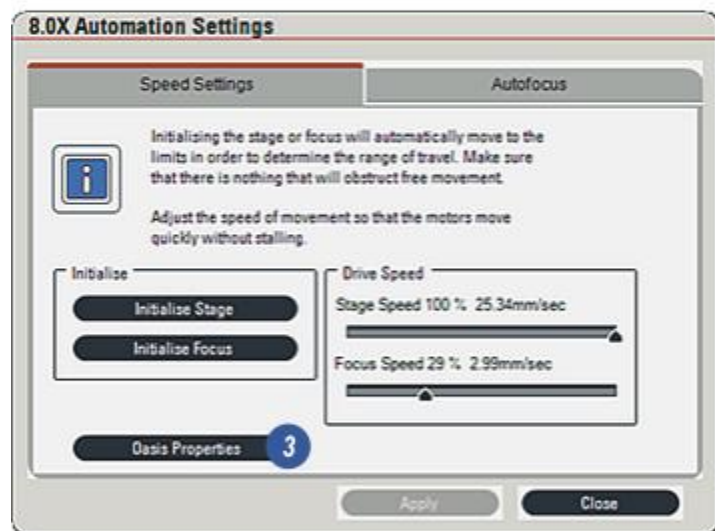 8.0X Automation Settings
Speed Settings
Autofocus
i
Initialising the stage or focus will automatically move to the
limits in order to determine the range of travel. Make sure
that there is nothing that will obstruct free movement.
Adjust the speed of movement so that the motors move
quickly without stalling.
Initialise
Initialise Stage
Initialise Focus
Drive Speed
Stage Speed 100 % 25.34mm/sec
Focus Speed 29 % 2.99mm/sec
Oasis Properties
3
Apply
Close